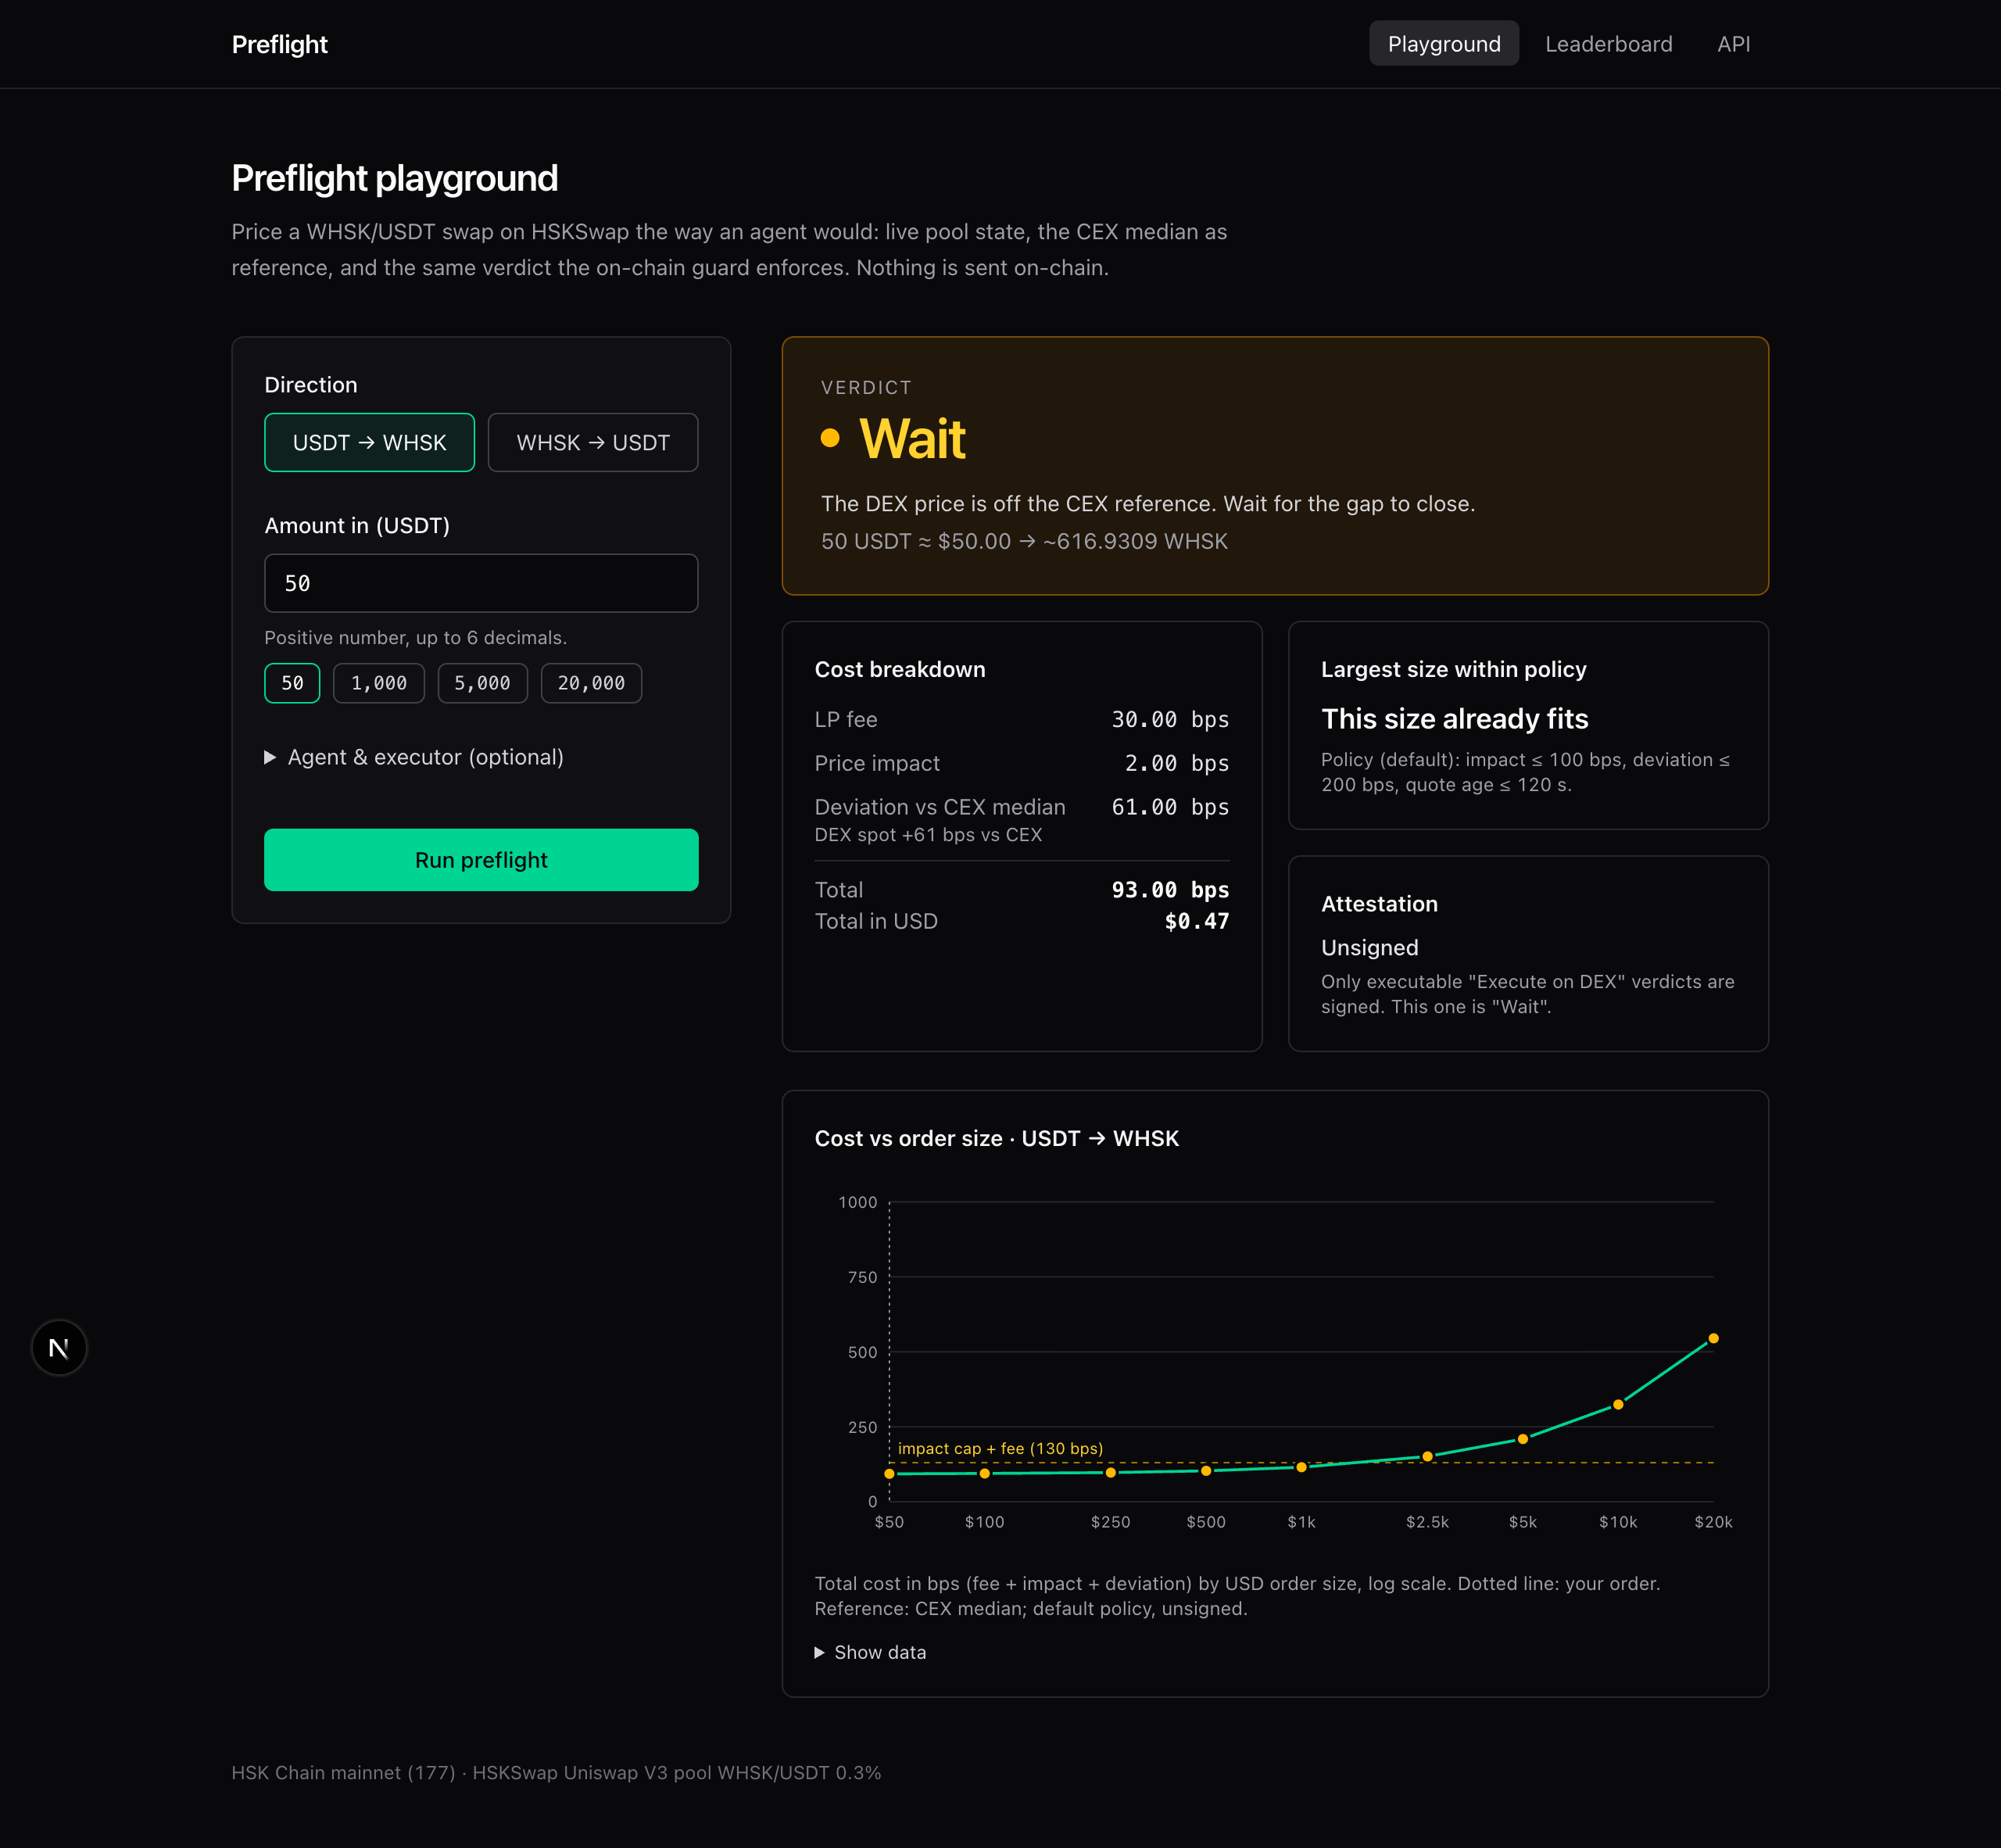 Preflight
Playground
Leaderboard
API
Preflight playground
Price a WHSK/USDT swap on HSKSwap the way an agent would: live pool state, the CEX median as
reference, and the same verdict the on-chain guard enforces. Nothing is sent on-chain.
Direction
USDT → WHSK
WHSK → USDT
Amount in (USDT)
50
Positive number, up to 6 decimals.
50
1,000
5,000
20,000
▶ Agent & executor (optional)
Run preflight
VERDICT
Wait
The DEX price is off the CEX reference. Wait for the gap to close.
50 USDT ≈ $50.00 → ~616.9309 WHSK
Cost breakdown
LP fee 30.00 bps
Price impact 2.00 bps
Deviation vs CEX median 61.00 bps
DEX spot +61 bps vs CEX
Total 93.00 bps
Total in USD $0.47
Largest size within policy
This size already fits
Policy (default): impact ≤ 100 bps, deviation ≤
200 bps, quote age ≤ 120 s.
Attestation
Unsigned
Only executable "Execute on DEX" verdicts are
signed. This one is "Wait".
Cost vs order size · USDT → WHSK
1000
750
500
250
impact cap + fee (130 bps)
0
$50 $100 $250 $500 $1k $2.5k $5k $10k $20k
Total cost in bps (fee + impact + deviation) by USD order size, log scale. Dotted line: your order.
Reference: CEX median; default policy, unsigned.
▶ Show data
N
HSK Chain mainnet (177) · HSKSwap Uniswap V3 pool WHSK/USDT 0.3%